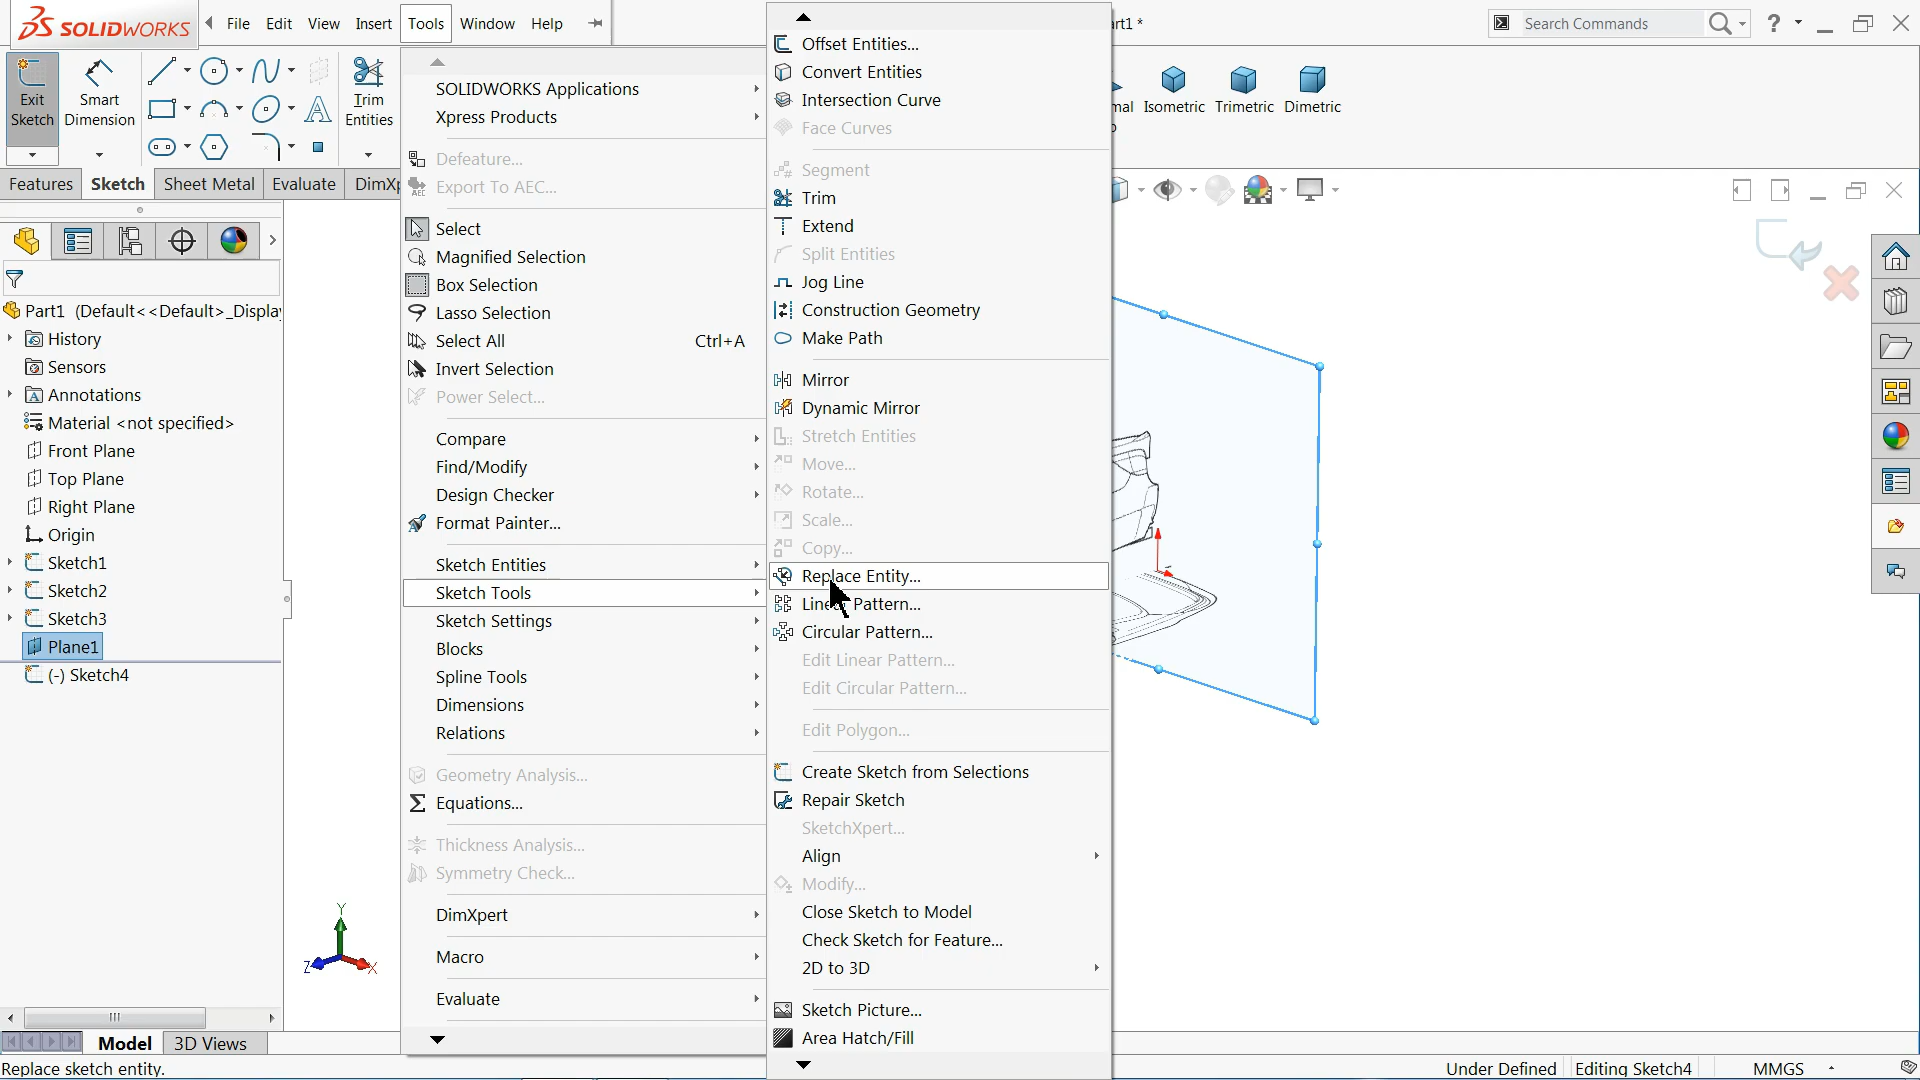 SOLIDWORKS
File
Edit
View
Insert
Tools
Window
Help
art1 *
Search Commands
?
Exit
Sketch
Smart
Dimension
Trim
Entities
Isometric
Trimetric
Dimetric
Features
Sketch
Sheet Metal
Evaluate
DimXp
Part1 (Default<<Default>_Display
History
Sensors
Annotations
Material <not specified>
Front Plane
Top Plane
Right Plane
Origin
Sketch1
Sketch2
Sketch3
Plane1
(-) Sketch4
SOLIDWORKS Applications
Xpress Products
Defeature...
Export To AEC...
Select
Magnified Selection
Box Selection
Lasso Selection
Select All Ctrl+A
Invert Selection
Power Select...
Compare
Find/Modify
Design Checker
Format Painter...
Sketch Entities
Sketch Tools
Sketch Settings
Blocks
Spline Tools
Dimensions
Relations
Geometry Analysis...
Equations...
Thickness Analysis...
Symmetry Check...
DimXpert
Macro
Evaluate
Offset Entities...
Convert Entities
Intersection Curve
Face Curves
Segment
Trim
Extend
Split Entities
Jog Line
Construction Geometry
Make Path
Mirror
Dynamic Mirror
Stretch Entities
Move...
Rotate...
Scale...
Copy...
Replace Entity...
Linear Pattern...
Circular Pattern...
Edit Linear Pattern...
Edit Circular Pattern...
Edit Polygon...
Create Sketch from Selections
Repair Sketch
SketchXpert...
Align
Modify...
Close Sketch to Model
Check Sketch for Feature...
2D to 3D
Sketch Picture...
Area Hatch/Fill
Y
Z
X
Model
3D Views
Replace sketch entity.
Under Defined
Editing Sketch4
MMGS